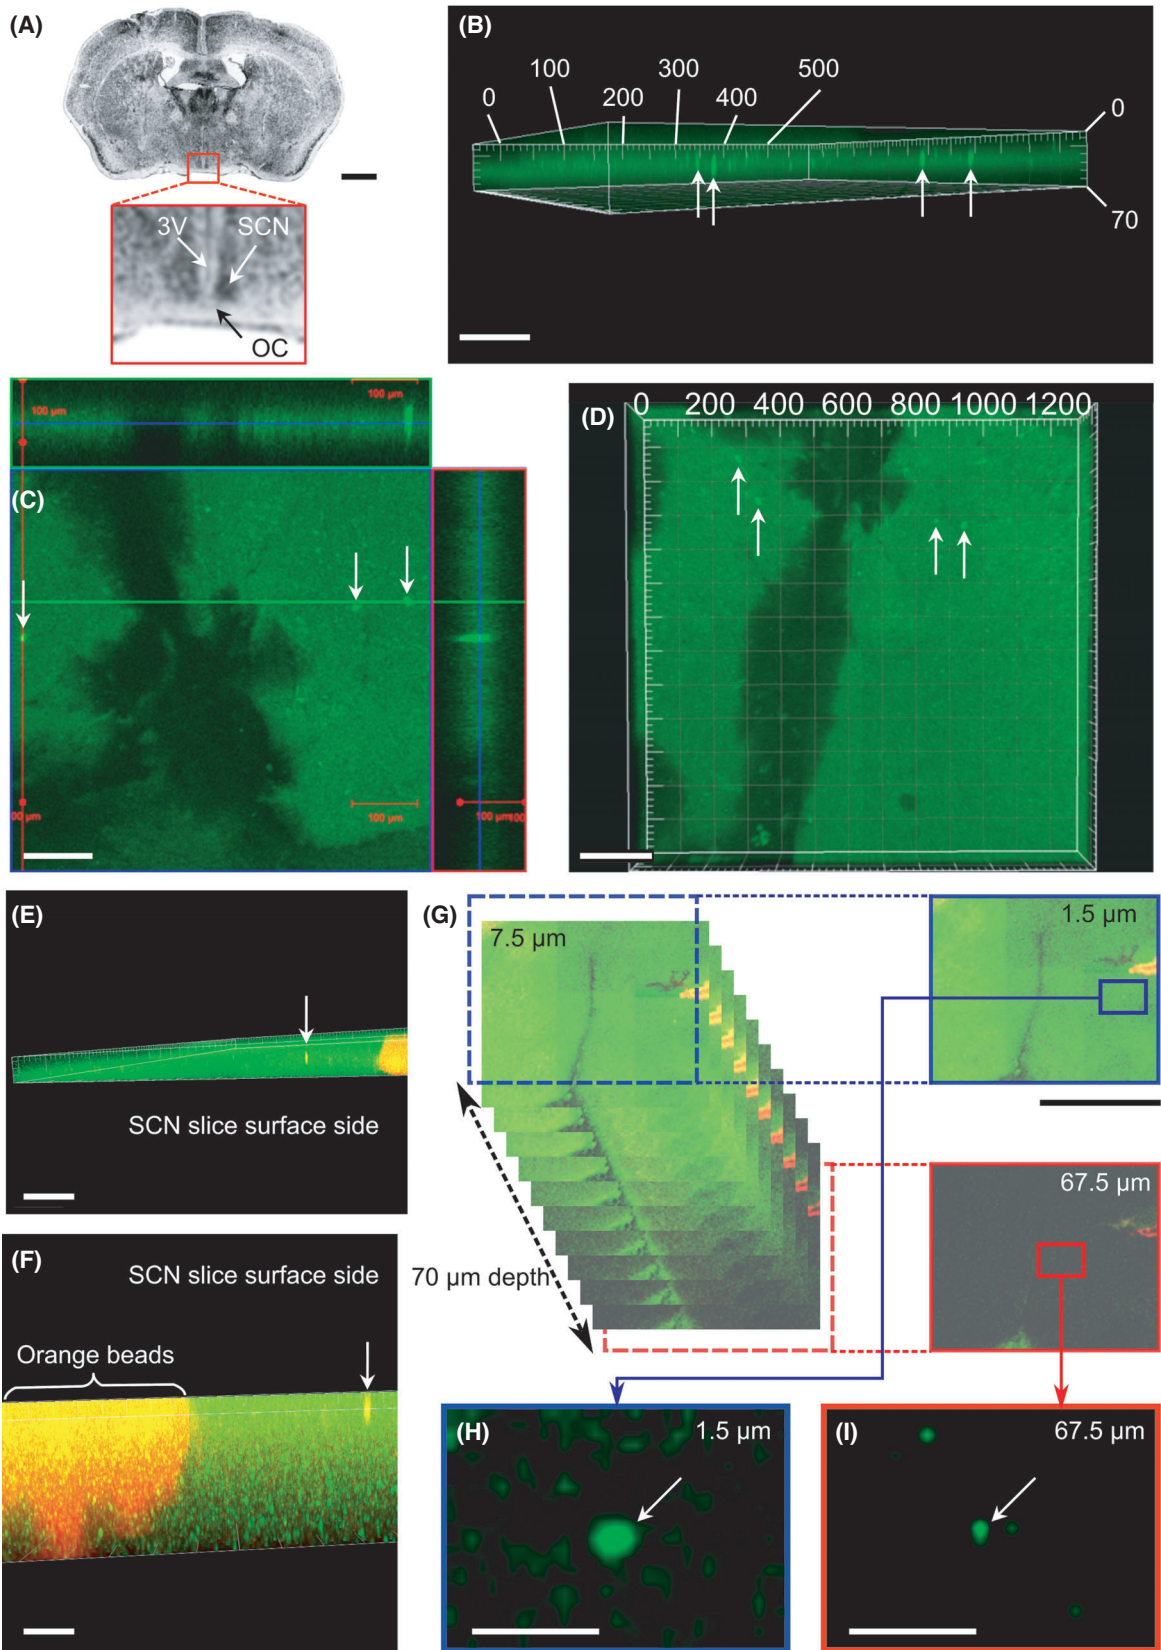 (A)
3V
SCN
OC
(B)
0
100
200
300
400
500
0
70
(C)
100 µm
100 µm
100 µm
100 µm
(D)
0 200 400 600 800 1000 1200
(E)
SCN slice surface side
(F)
SCN slice surface side
Orange beads
(G)
7.5 µm
70 µm depth
1.5 µm
67.5 µm
(H)
1.5 µm
(I)
67.5 µm